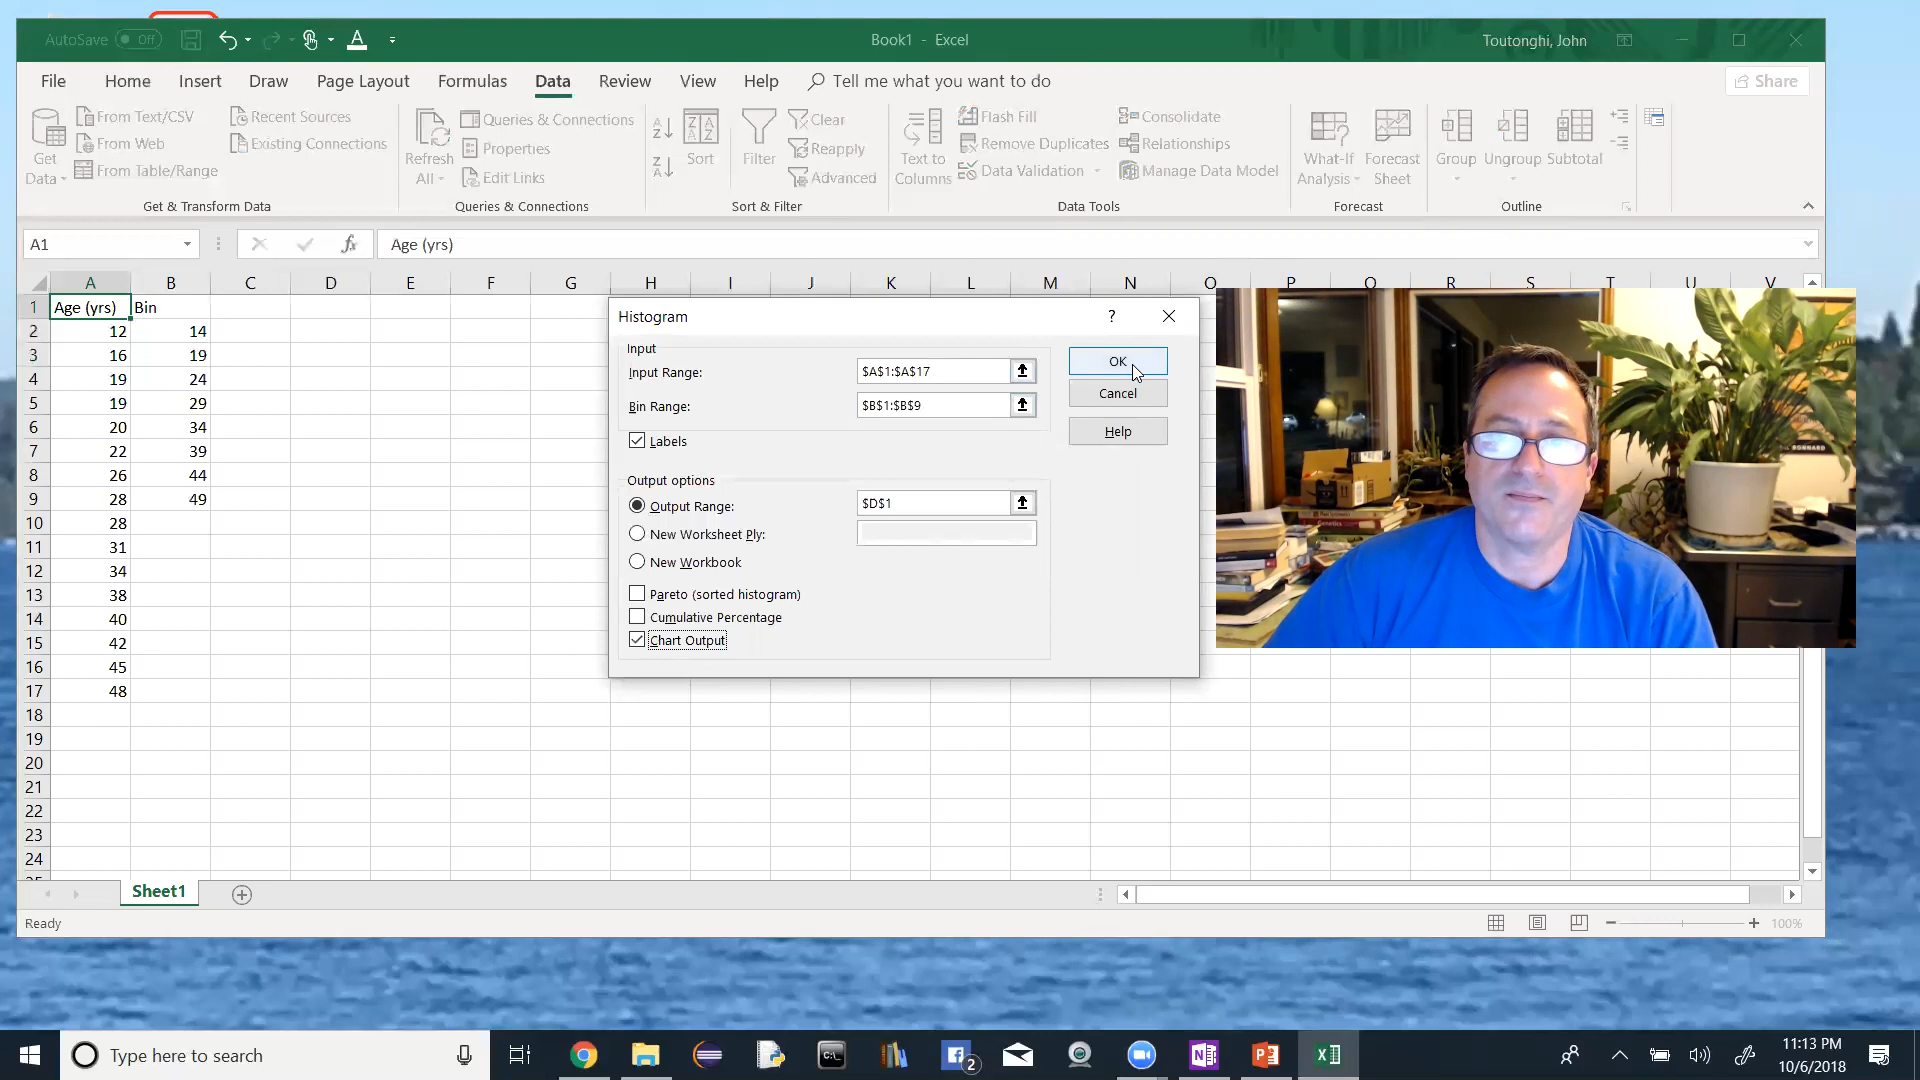 AutoSave Off
Book1 - Excel
Toutonghi, John
File Home Insert Draw Page Layout Formulas Data Review View Help Tell me what you want to do
Share
Get Data
From Text/CSV
From Web
From Table/Range
Recent Sources
Existing Connections
Get & Transform Data
Refresh All
Queries & Connections
Properties
Edit Links
Queries & Connections
Sort
Filter
Clear
Reapply
Advanced
Sort & Filter
Text to Columns
Flash Fill
Remove Duplicates
Data Validation
Consolidate
Relationships
Manage Data Model
Data Tools
What-If Analysis
Forecast Sheet
Forecast
Group
Ungroup
Subtotal
Outline
A1
fx
Age (yrs)
A B C D E F G H I J K L M N O P Q R S T U V
1 Age (yrs) Bin
2 12 14
3 16 19
4 19 24
5 19 29
6 20 34
7 22 39
8 26 44
9 28 49
10 28
11 31
12 34
13 38
14 40
15 42
16 45
17 48
18
19
20
21
22
23
24
25
Histogram
?
Input
Input Range: $A$1:$A$17
Bin Range: $B$1:$B$9
Labels
Output options
Output Range: $D$1
New Worksheet Ply:
New Workbook
Pareto (sorted histogram)
Cumulative Percentage
Chart Output
OK
Cancel
Help
Genetics
BONNARD
Sheet1
Ready
100%
Type here to search
2
11:13 PM
10/6/2018